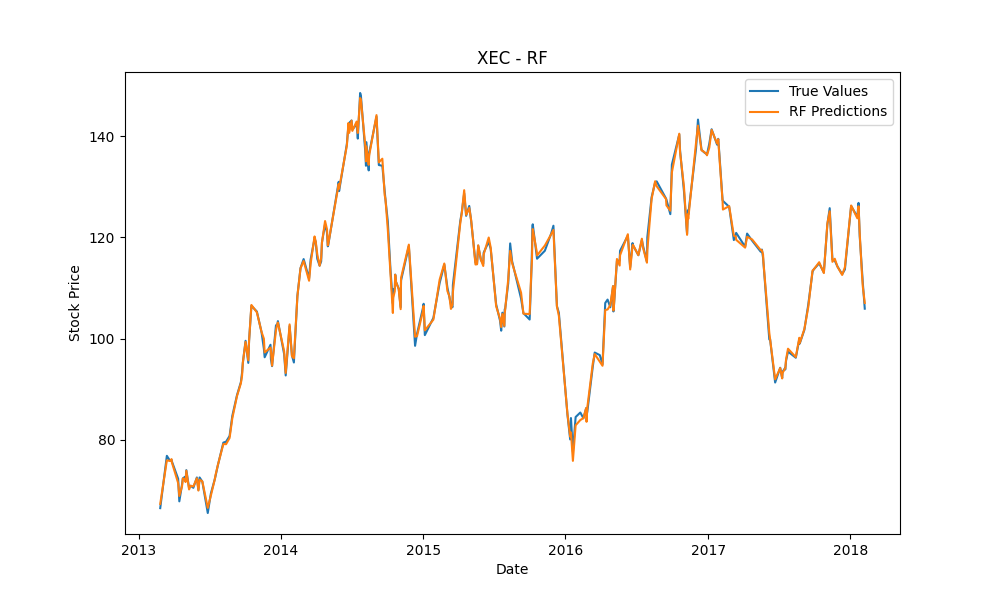 XEC - RF
True Values
RF Predictions
Stock Price
140
120
100
80
2013
2014
2015
2016
2017
2018
Date